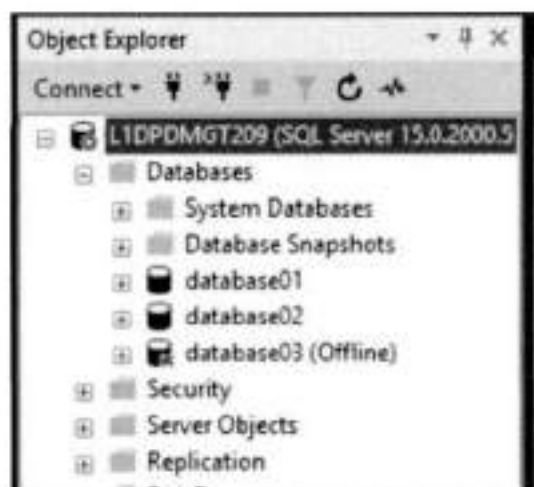 Object Explorer
Connect
L1DPDMGT209 (SQL Server 15.0.2000.5
Databases
System Databases
Database Snapshots
database01
database02
database03 (Offline)
Security
Server Objects
Replication